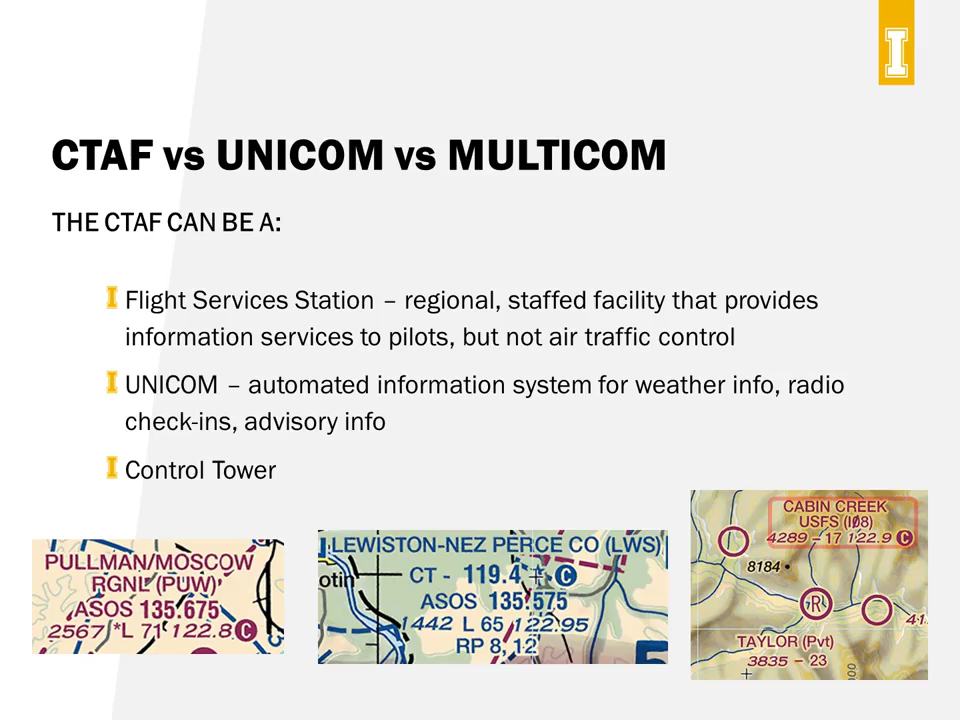 I
CTAF vs UNICOM vs MULTICOM
THE CTAF CAN BE A:
Flight Services Station – regional, staffed facility that provides
information services to pilots, but not air traffic control
UNICOM – automated information system for weather info, radio
check-ins, advisory info
Control Tower
PULLMAN/MOSCOW
RGNL (PUW)
ASOS 135.675
2567 *L 71 122.8 C
LEWISTON-NEZ PERCE CO (LWS)
otin
CT - 119.4 C
ASOS 135.575
1442 L 65 122.95
RP 8, 12
5
CABIN CREEK
USFS (I08)
4289 - 17 122.9 C
8184
R
41
TAYLOR (Pvt)
3835 - 23